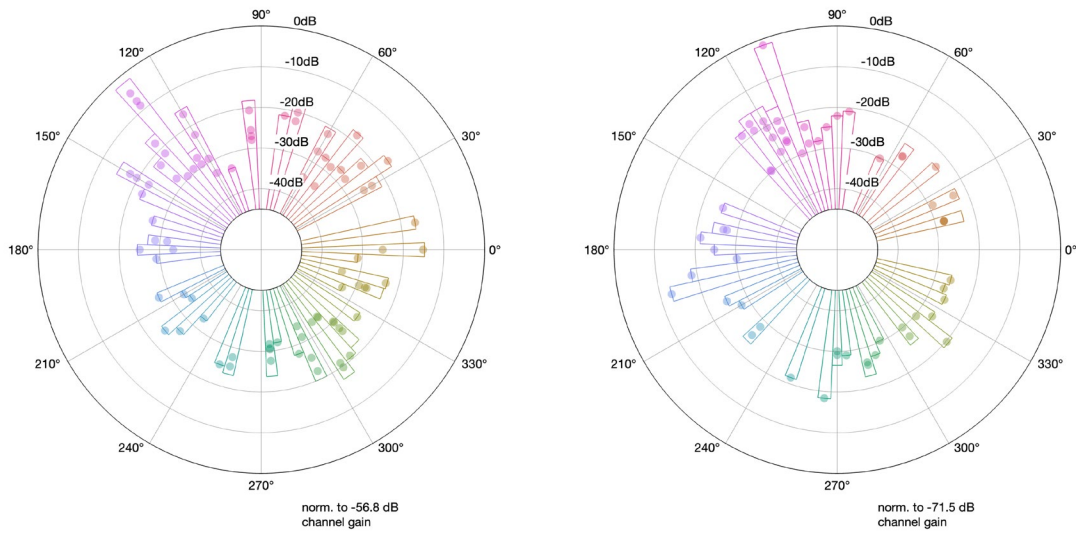 90°
0dB
120°
60°
-10dB
-20dB
150°
30°
-30dB
-40dB
180°
0°
210°
330°
240°
300°
270°
norm. to -56.8 dB
channel gain
90°
0dB
120°
60°
-10dB
-20dB
150°
30°
-30dB
-40dB
180°
0°
210°
330°
240°
300°
270°
norm. to -71.5 dB
channel gain